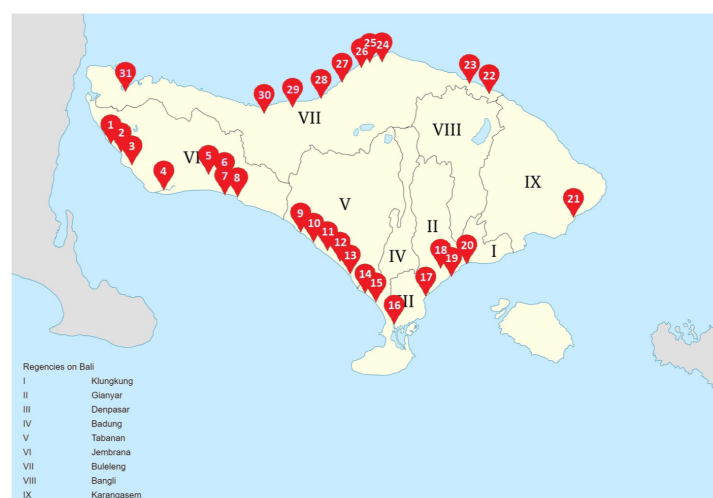 25
26
24
27
23
31
22
28
29
30
VII
1
2
VIII
3
5
VI
6
4
7
8
IX
21
9
V
10
II
11
12
18
20
IV
I
13
19
14
17
15
16
III
Regencies on Bali
I Klungkung
II Gianyar
III Denpasar
IV Badung
V Tabanan
VI Jembrana
VII Buleleng
VIII Bangli
IX Karangasem